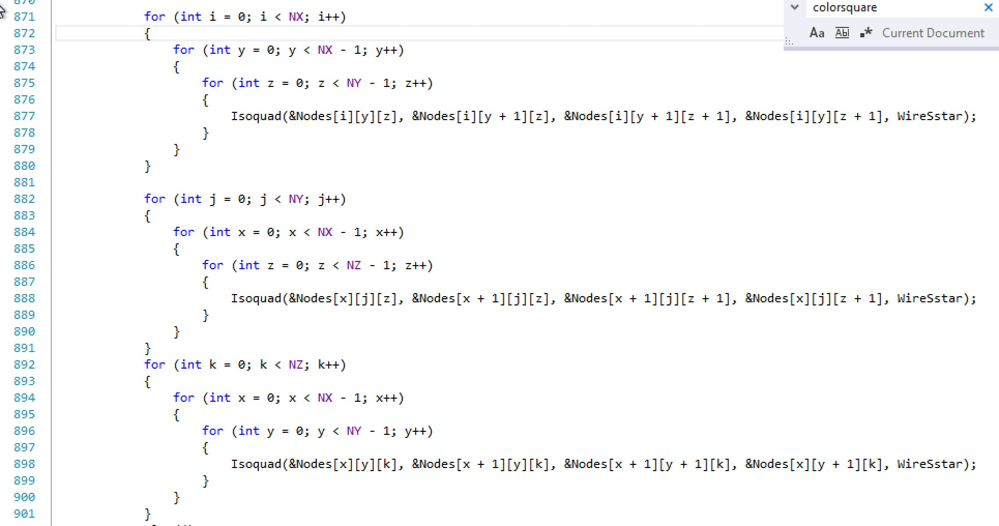 870
871 for (int i = 0; i < NX; i++)
872 {
873 for (int y = 0; y < NX - 1; y++)
874 {
875 for (int z = 0; z < NY - 1; z++)
876 {
877 Isoquad(&Nodes[i][y][z], &Nodes[i][y + 1][z], &Nodes[i][y + 1][z + 1], &Nodes[i][y][z + 1], WireSstar);
878 }
879 }
880 }
881
882 for (int j = 0; j < NY; j++)
883 {
884 for (int x = 0; x < NX - 1; x++)
885 {
886 for (int z = 0; z < NZ - 1; z++)
887 {
888 Isoquad(&Nodes[x][j][z], &Nodes[x + 1][j][z], &Nodes[x + 1][j][z + 1], &Nodes[x][j][z + 1], WireSstar);
889 }
890 }
891 }
892 for (int k = 0; k < NZ; k++)
893 {
894 for (int x = 0; x < NX - 1; x++)
895 {
896 for (int y = 0; y < NY - 1; y++)
897 {
898 Isoquad(&Nodes[x][y][k], &Nodes[x + 1][y][k], &Nodes[x + 1][y + 1][k], &Nodes[x][y + 1][k], WireSstar);
899 }
900 }
901 }
colorsquare
Aa Abl .* Current Document